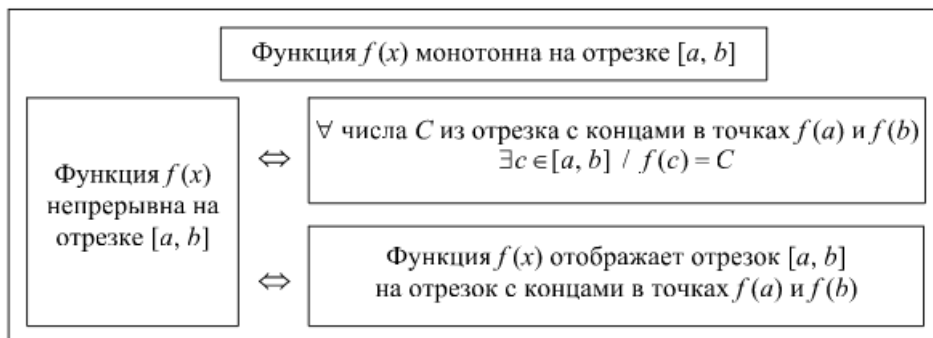 Функция f(x) монотонна на отрезке [a, b]
Функция f(x)
непрерывна на
отрезке [a, b]
⇔
∀ числа C из отрезка с концами в точках f(a) и f(b)
∃c ∈ [a, b] / f(c) = C
⇔
Функция f(x) отображает отрезок [a, b]
на отрезок с концами в точках f(a) и f(b)